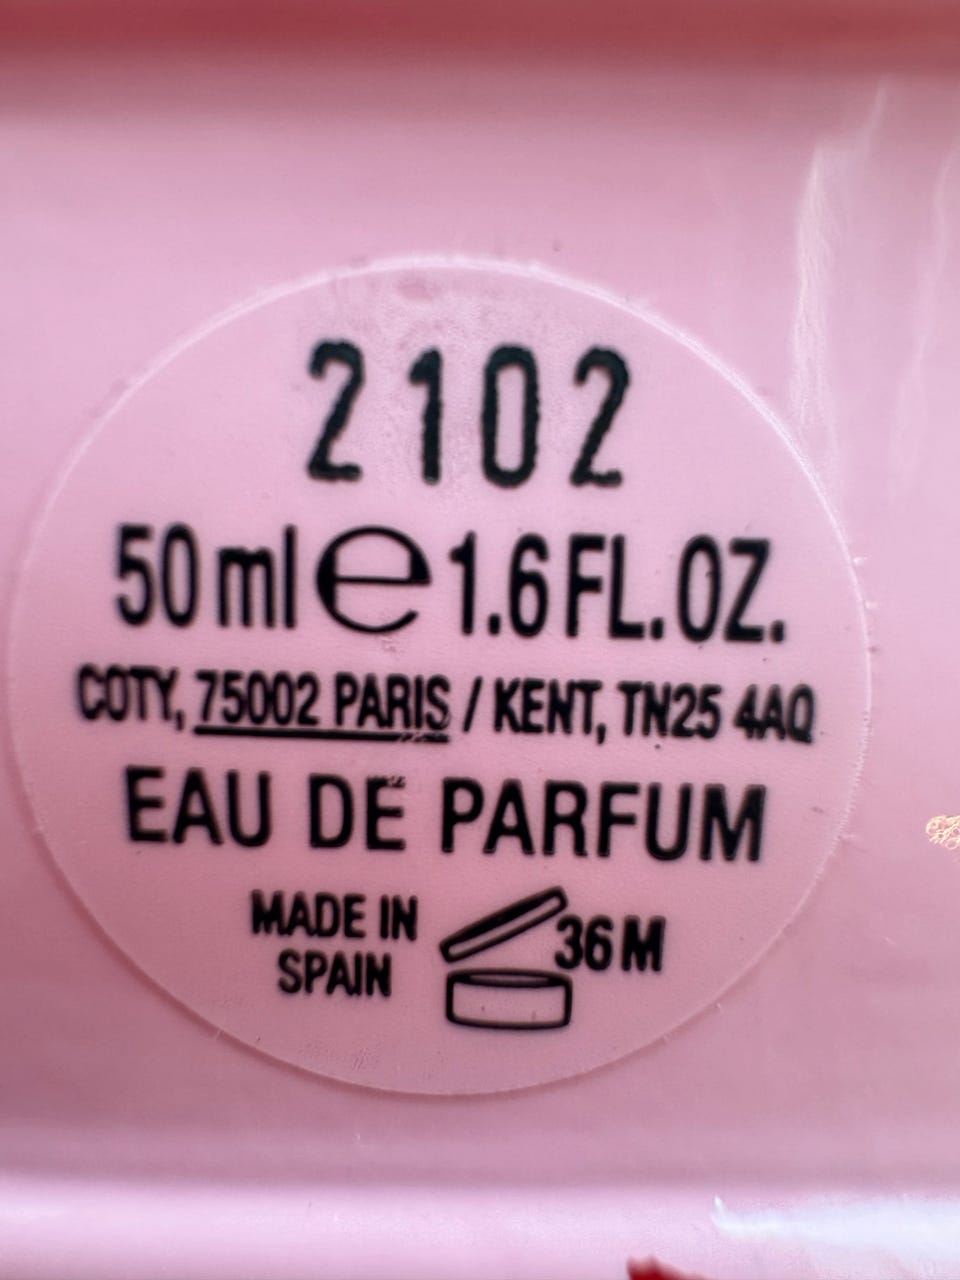 2102
50 ml e 1.6 FL. OZ.
COTY, 75002 PARIS / KENT, TN25 4AQ
EAU DE PARFUM
MADE IN
SPAIN
36 M